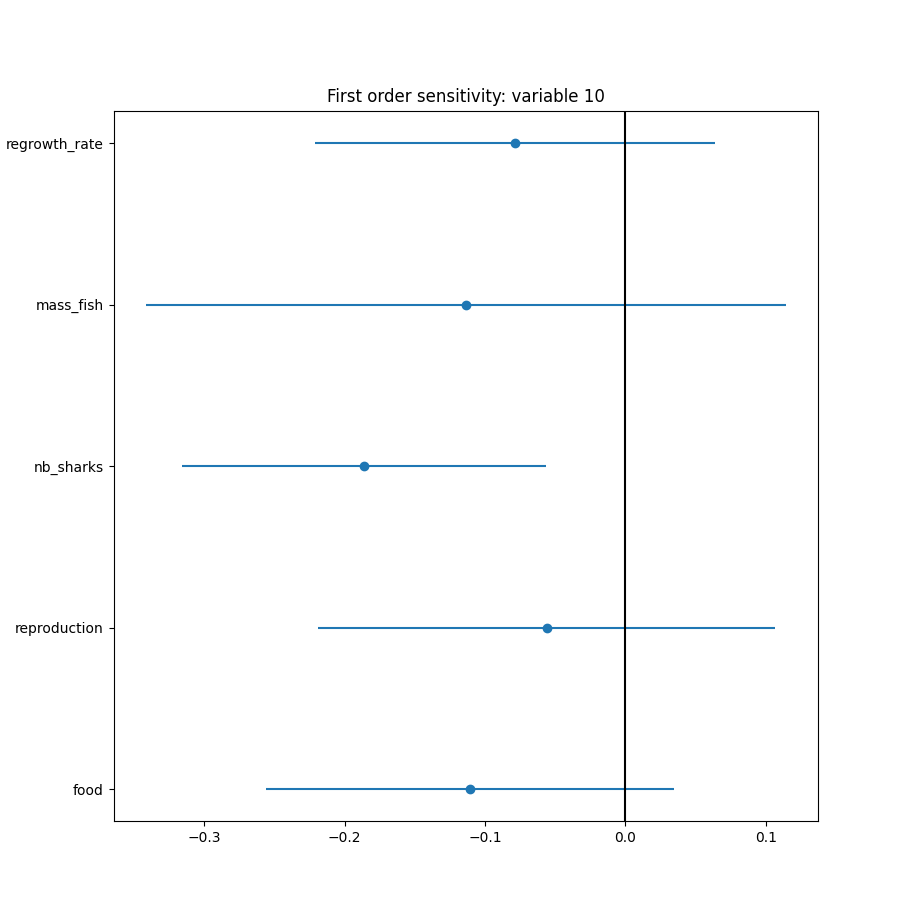 First order sensitivity: variable 10
regrowth_rate
mass_fish
nb_sharks
reproduction
food
−0.3 −0.2 −0.1 0.0 0.1